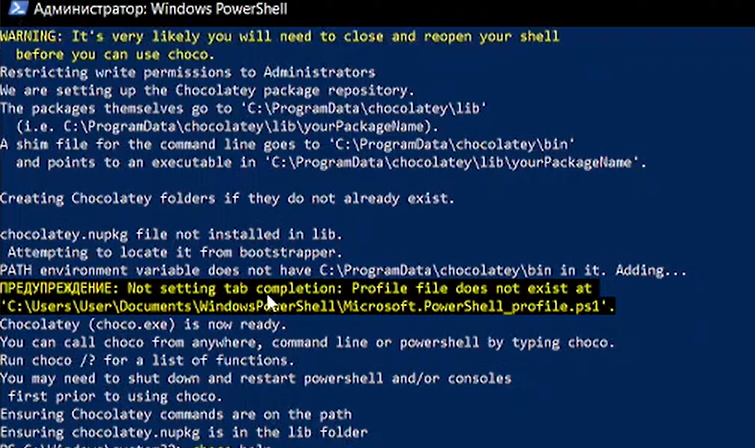 Администратор: Windows PowerShell
WARNING: It's very likely you will need to close and reopen your shell
before you can use choco.
Restricting write permissions to Administrators
We are setting up the Chocolatey package repository.
The packages themselves go to 'C:\ProgramData\chocolatey\lib'
(i.e. C:\ProgramData\chocolatey\lib\yourPackageName).
A shim file for the command line goes to 'C:\ProgramData\chocolatey\bin'
and points to an executable in 'C:\ProgramData\chocolatey\lib\yourPackageName'.
Creating Chocolatey folders if they do not already exist.
chocolatey.nupkg file not installed in lib.
Attempting to locate it from bootstrapper.
PATH environment variable does not have C:\ProgramData\chocolatey\bin in it. Adding...
ПРЕДУПРЕЖДЕНИЕ: Not setting tab completion: Profile file does not exist at
'C:\Users\User\Documents\WindowsPowerShell\Microsoft.PowerShell_profile.ps1'.
Chocolatey (choco.exe) is now ready.
You can call choco from anywhere, command line or powershell by typing choco.
Run choco /? for a list of functions.
You may need to shut down and restart powershell and/or consoles
first prior to using choco.
Ensuring Chocolatey commands are on the path
Ensuring chocolatey.nupkg is in the lib folder